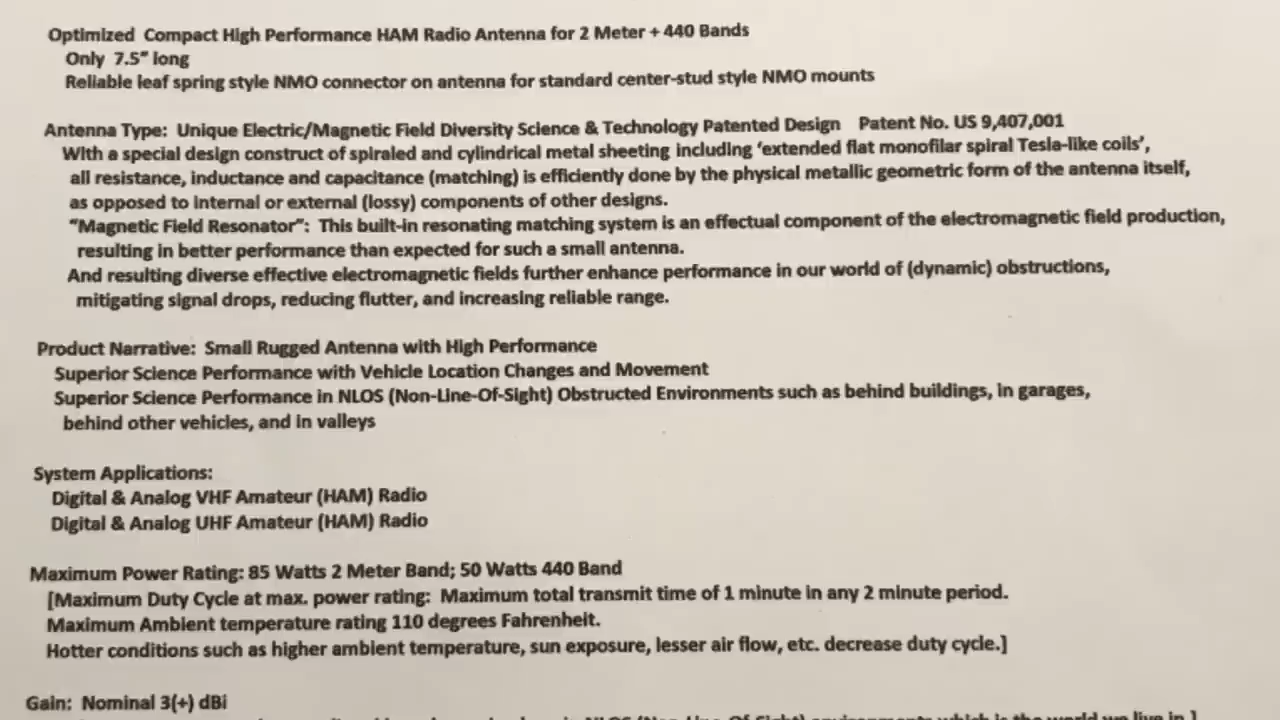 Optimized Compact High Performance HAM Radio Antenna for 2 Meter + 440 Bands
Only 7.5" long
Reliable leaf spring style NMO connector on antenna for standard center-stud style NMO mounts
Antenna Type: Unique Electric/Magnetic Field Diversity Science & Technology Patented Design Patent No. US 9,407,001
With a special design construct of spiraled and cylindrical metal sheeting including 'extended flat monofilar spiral Tesla-like coils',
all resistance, inductance and capacitance (matching) is efficiently done by the physical metallic geometric form of the antenna itself,
as opposed to internal or external (lossy) components of other designs.
"Magnetic Field Resonator": This built-in resonating matching system is an effectual component of the electromagnetic field production,
resulting in better performance than expected for such a small antenna.
And resulting diverse effective electromagnetic fields further enhance performance in our world of (dynamic) obstructions,
mitigating signal drops, reducing flutter, and increasing reliable range.
Product Narrative: Small Rugged Antenna with High Performance
Superior Science Performance with Vehicle Location Changes and Movement
Superior Science Performance in NLOS (Non-Line-Of-Sight) Obstructed Environments such as behind buildings, in garages,
behind other vehicles, and in valleys
System Applications:
Digital & Analog VHF Amateur (HAM) Radio
Digital & Analog UHF Amateur (HAM) Radio
Maximum Power Rating: 85 Watts 2 Meter Band; 50 Watts 440 Band
[Maximum Duty Cycle at max. power rating: Maximum total transmit time of 1 minute in any 2 minute period.
Maximum Ambient temperature rating 110 degrees Fahrenheit.
Hotter conditions such as higher ambient temperature, sun exposure, lesser air flow, etc. decrease duty cycle.]
Gain: Nominal 3(+) dBi
NLOS (Non-Line-Of-Sight) environments which is the world we live in.]